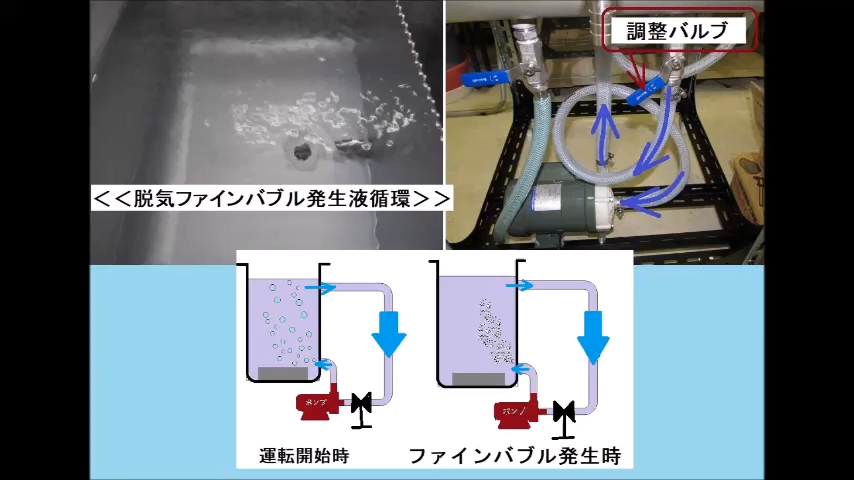 調整バルブ
<<脱気ファインバブル発生液循環>>
ポンプ
ポンプ
運転開始時
ファインバブル発生時